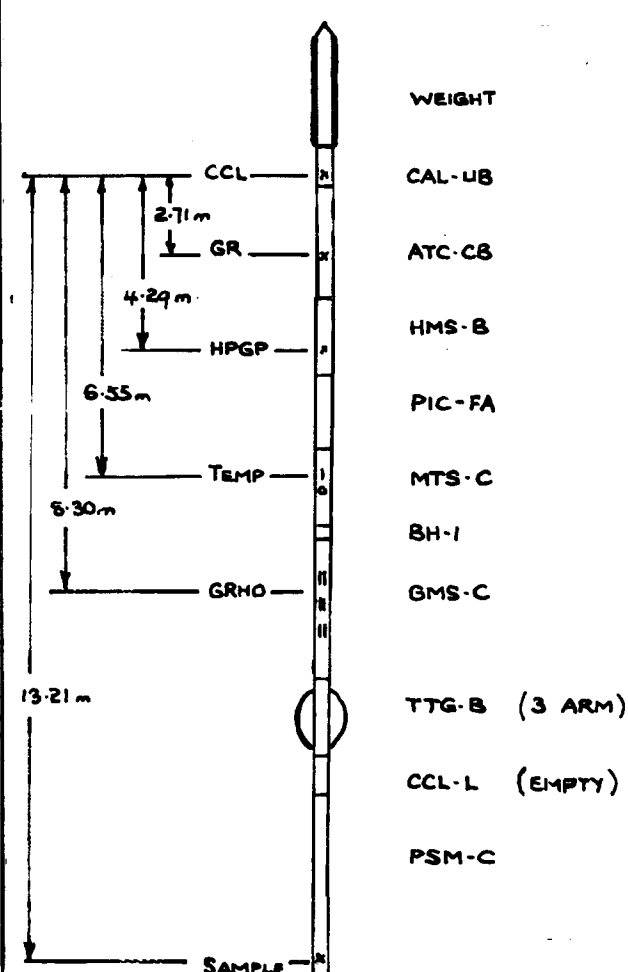 WEIGHT
CCL CAL-UB
2.71m
GR ATC-CB
4.29m
HMS-B
HPGP
6.55m PIC-FA
TEMP MTS-C
8.30m BH-1
GRHO GMS-C
13.21m TTG-B (3 ARM)
CCL-L (EMPTY)
PSM-C
SAMPLE